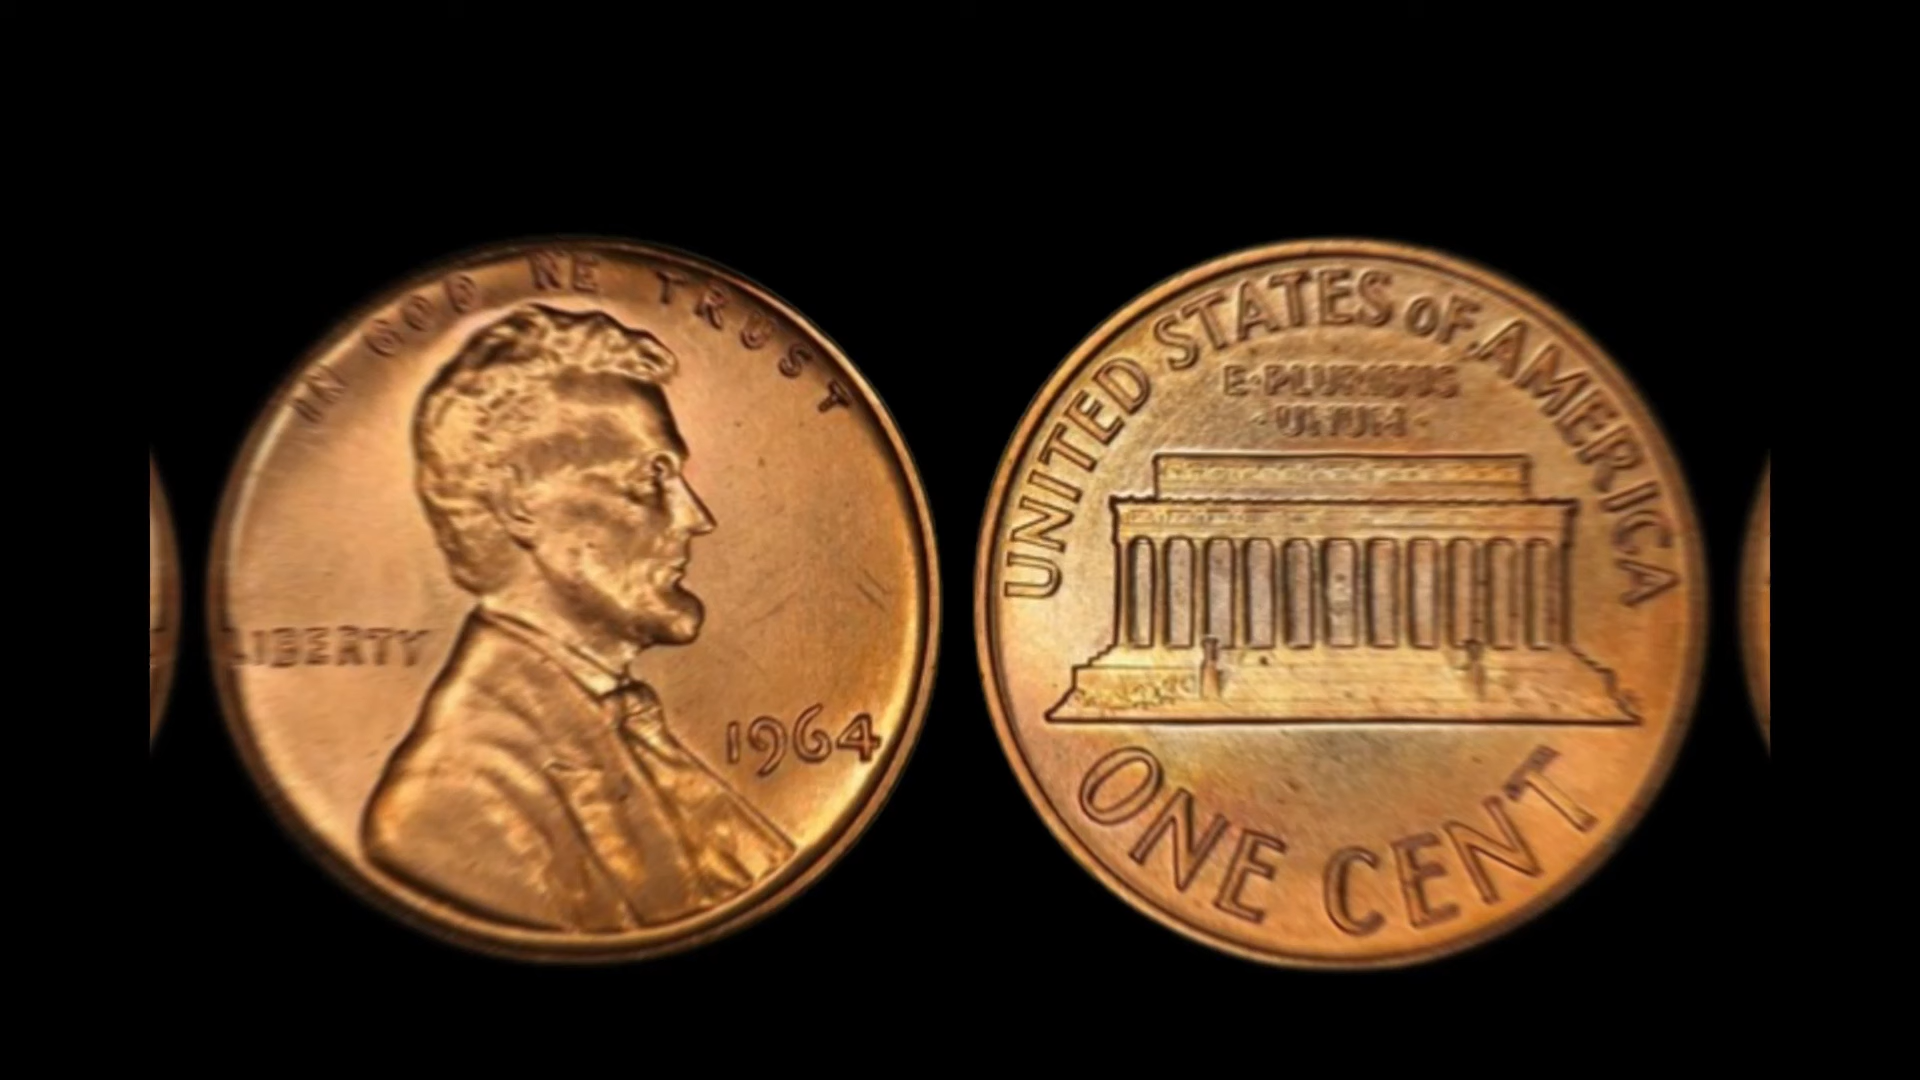 IN GOD WE TRUST
LIBERTY
1964
UNITED STATES OF AMERICA
E·PLURIBUS
·UNUM·
ONE CENT